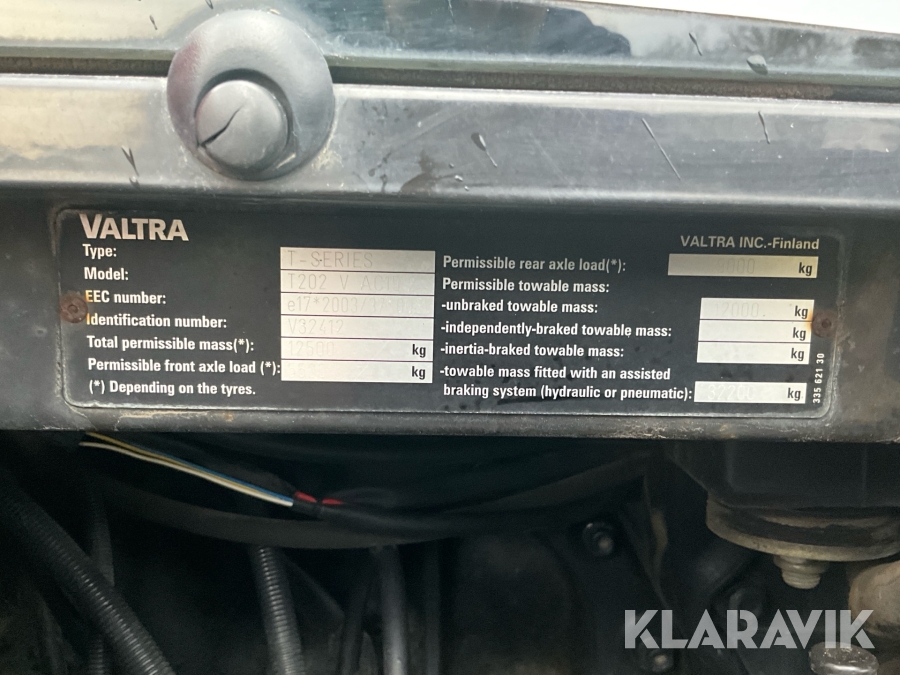 VALTRA
VALTRA INC.-Finland
Type: T-SERIES
Model: T202 V
EEC number:
Identification number:
Total permissible mass(*): 12500 kg
Permissible front axle load (*): kg
(*) Depending on the tyres.
Permissible rear axle load(*): kg
Permissible towable mass:
-unbraked towable mass: kg
-independently-braked towable mass: kg
-inertia-braked towable mass: kg
-towable mass fitted with an assisted
braking system (hydraulic or pneumatic): kg
335 621 30
KLARAVIK